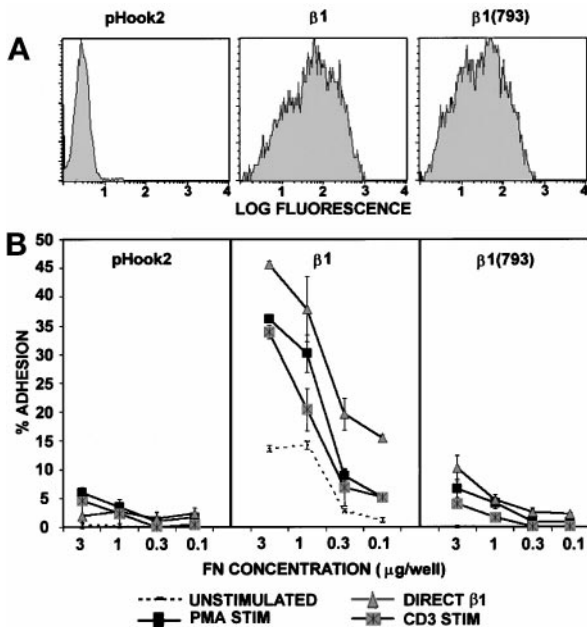 A
pHook2 β1 β1(793)
1 2 3 4 1 2 3 4 1 2 3 4
LOG FLUORESCENCE
B
pHook2 β1 β1(793)
% ADHESION
50
45
40
35
30
25
20
15
10
5
0
3 1 0.3 0.1 3 1 0.3 0.1 3 1 0.3 0.1
FN CONCENTRATION ( μg/well)
UNSTIMULATED DIRECT β1
PMA STIM CD3 STIM